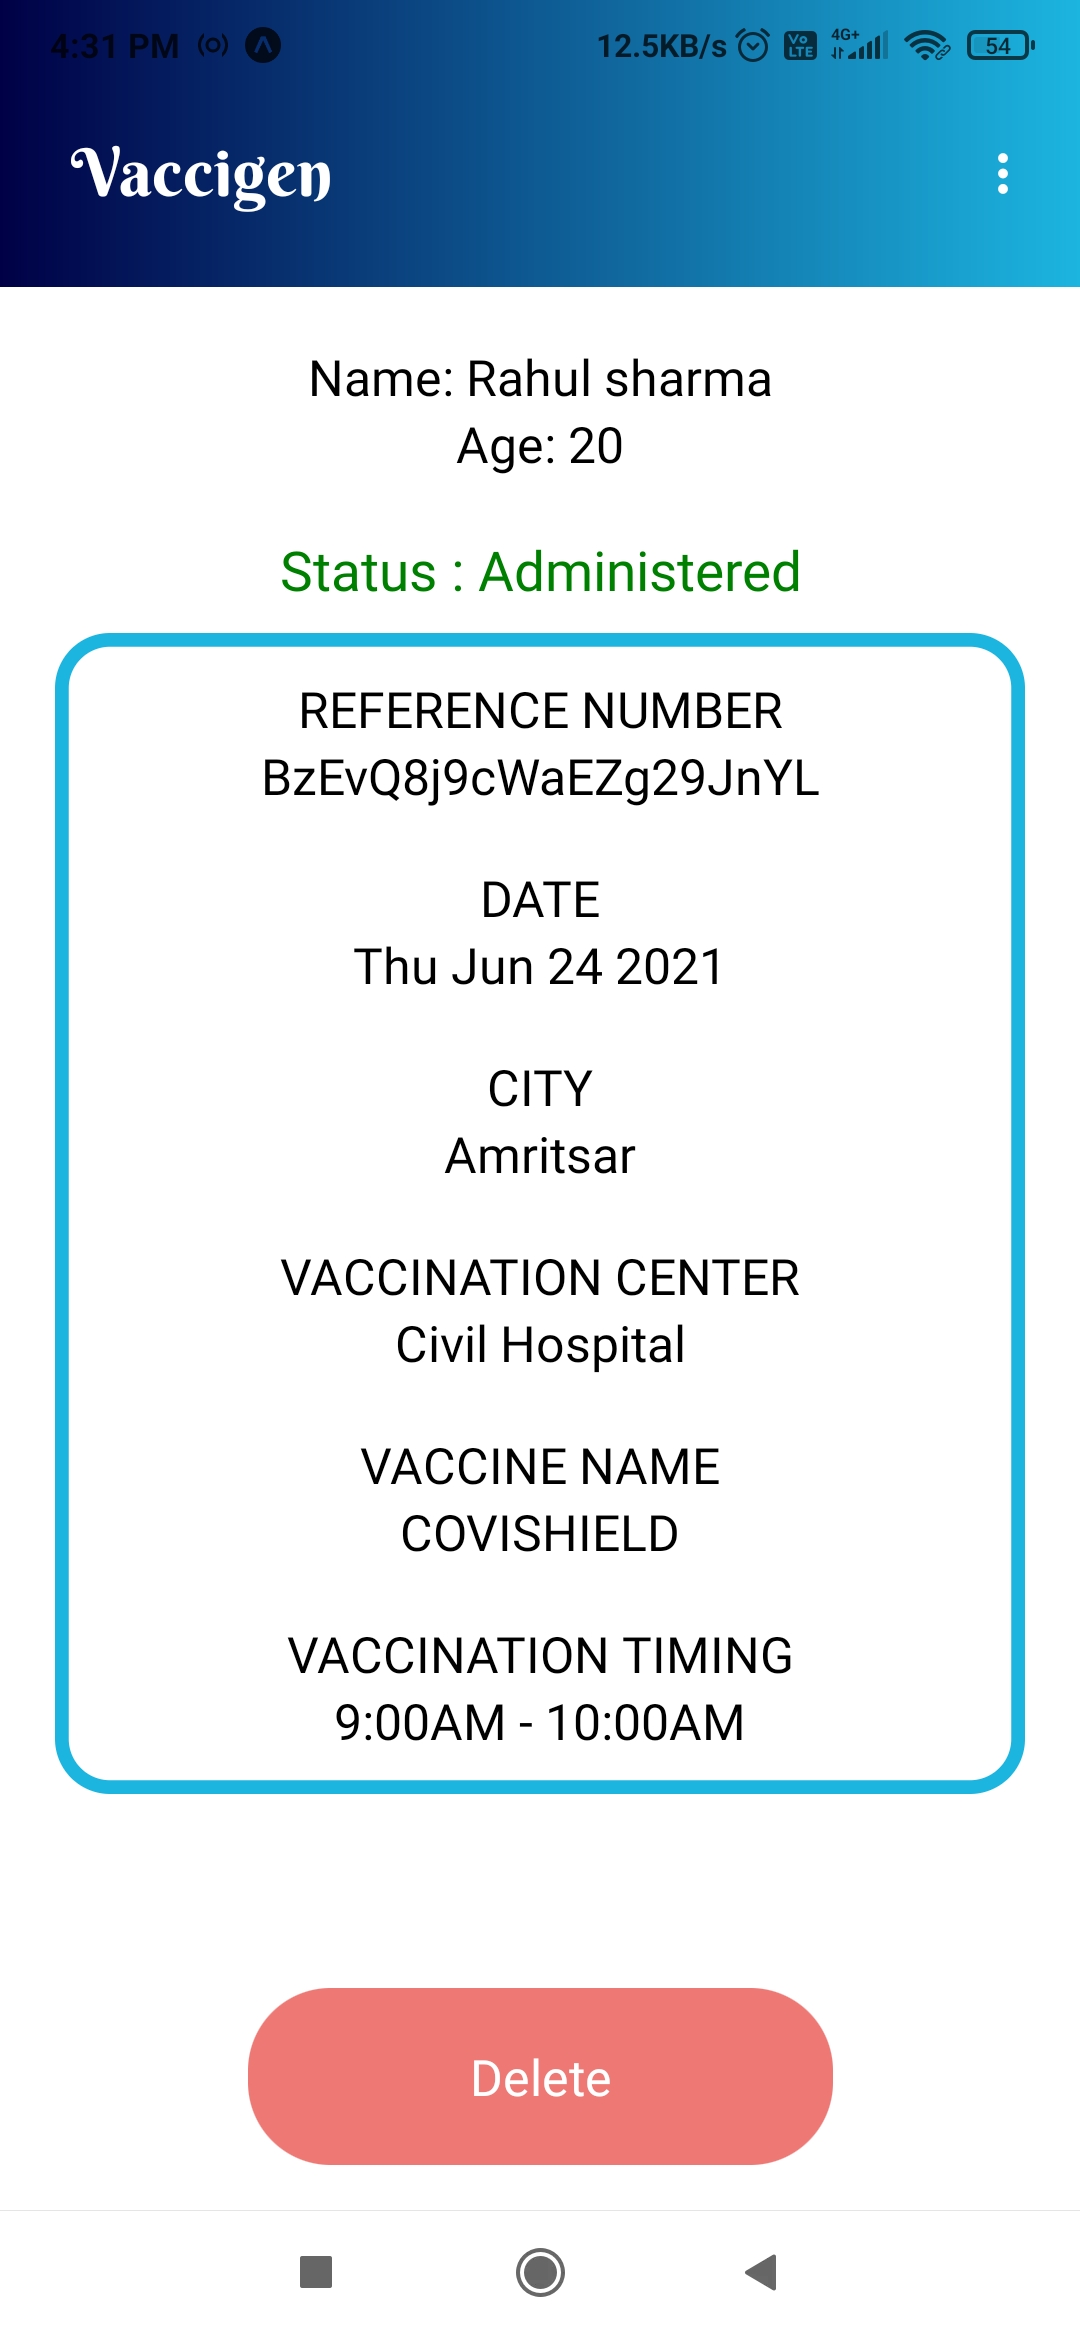 4:31 PM 12.5KB/s Vo LTE 4G+ 54
Vaccigen
Name: Rahul sharma
Age: 20
Status : Administered
REFERENCE NUMBER
BzEvQ8j9cWaEZg29JnYL
DATE
Thu Jun 24 2021
CITY
Amritsar
VACCINATION CENTER
Civil Hospital
VACCINE NAME
COVISHIELD
VACCINATION TIMING
9:00AM - 10:00AM
Delete